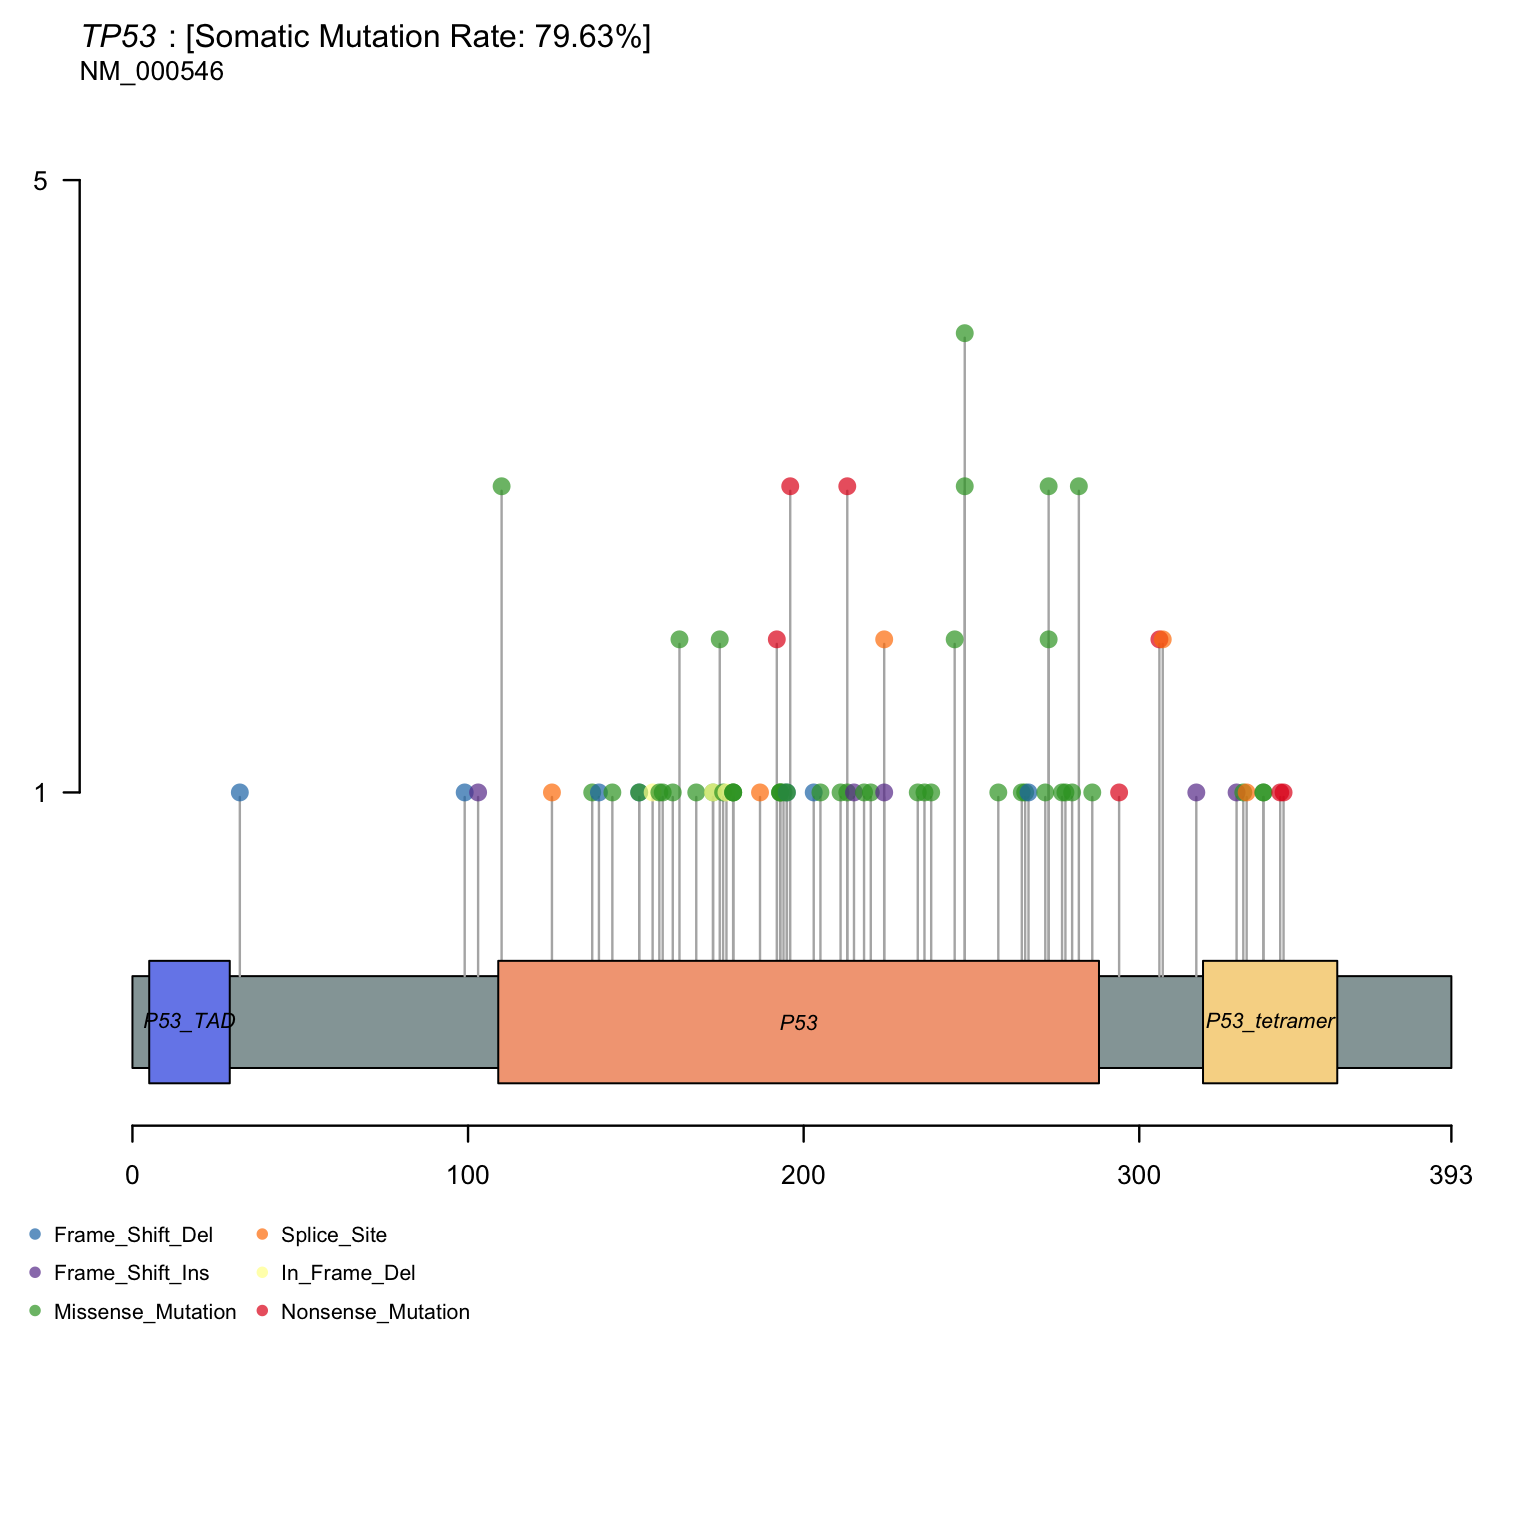 TP53 : [Somatic Mutation Rate: 79.63%]
NM_000546
5
1
P53_TAD
P53
P53_tetramer
0 100 200 300 393
Frame_Shift_Del Splice_Site
Frame_Shift_Ins In_Frame_Del
Missense_Mutation Nonsense_Mutation